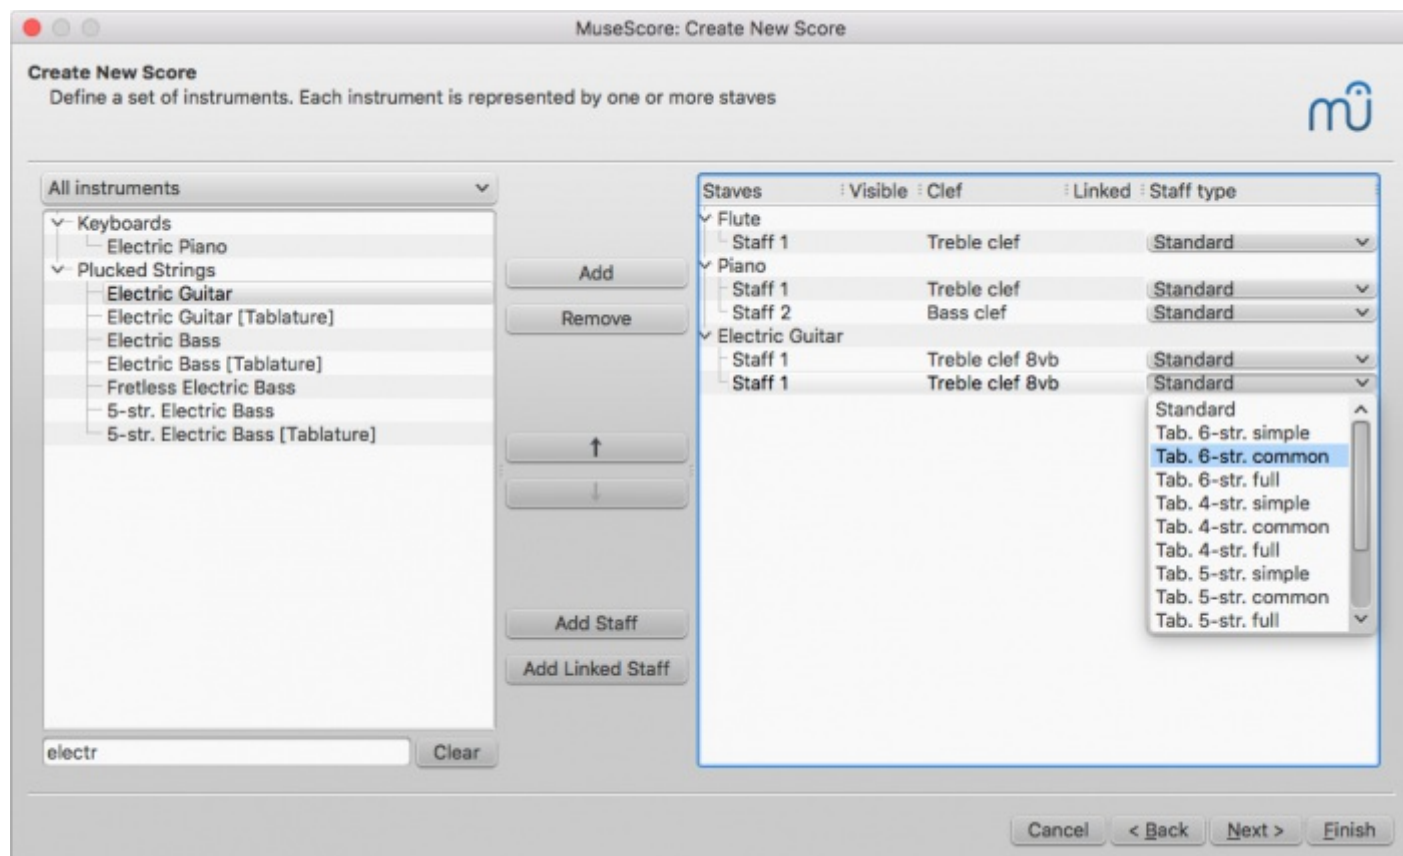 MuseScore: Create New Score
Create New Score
Define a set of instruments. Each instrument is represented by one or more staves
mu
All instruments
Keyboards
Electric Piano
Plucked Strings
Electric Guitar
Electric Guitar [Tablature]
Electric Bass
Electric Bass [Tablature]
Fretless Electric Bass
5-str. Electric Bass
5-str. Electric Bass [Tablature]
electr
Clear
Add
Remove
↑
↓
Add Staff
Add Linked Staff
Staves Visible Clef Linked Staff type
Flute
Staff 1 Treble clef Standard
Piano
Staff 1 Treble clef Standard
Staff 2 Bass clef Standard
Electric Guitar
Staff 1 Treble clef 8vb Standard
Staff 1 Treble clef 8vb Standard
Standard
Tab. 6-str. simple
Tab. 6-str. common
Tab. 6-str. full
Tab. 4-str. simple
Tab. 4-str. common
Tab. 4-str. full
Tab. 5-str. simple
Tab. 5-str. common
Tab. 5-str. full
Cancel < Back Next > Finish